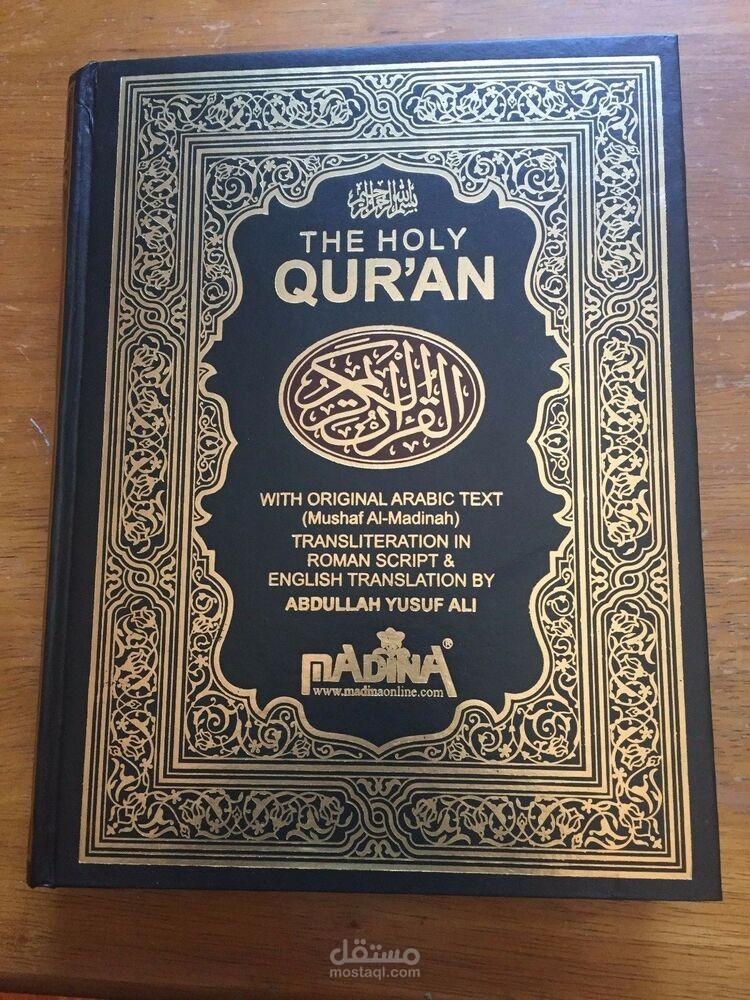 بسم الله الرحمن الرحيم
THE HOLY
QUR'AN
القرآن الكريم
WITH ORIGINAL ARABIC TEXT
(Mushaf Al-Madinah)
TRANSLITERATION IN
ROMAN SCRIPT &
ENGLISH TRANSLATION BY
ABDULLAH YUSUF ALI
MADINA®
www.madinaonline.com
مستقل
mostaql.com